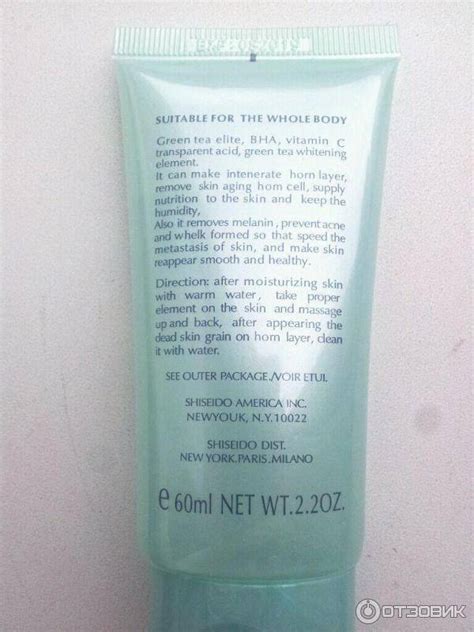 SUITABLE FOR THE WHOLE BODY
Green tea elite, BHA, vitamin C
transparent acid, green tea whitening
element.
It can make intenerate horn layer,
remove skin aging horn cell, supply
nutrition to the skin and keep the
humidity,
Also it removes melanin, prevent acne
and whelk formed so that speed the
metastasis of skin, and make skin
reappear smooth and healthy.
Direction: after moisturizing skin
with warm water, take proper
element on the skin and massage
up and back, after appearing the
dead skin grain on horn layer, clean
it with water.
SEE OUTER PACKAGE./VOIR ETUI.
SHISEIDO AMERICA INC.
NEWYOUK, N.Y.10022
SHISEIDO DIST.
NEW YORK.PARIS.MILANO
e 60ml NET WT.2.2OZ.
ОТЗОВИК